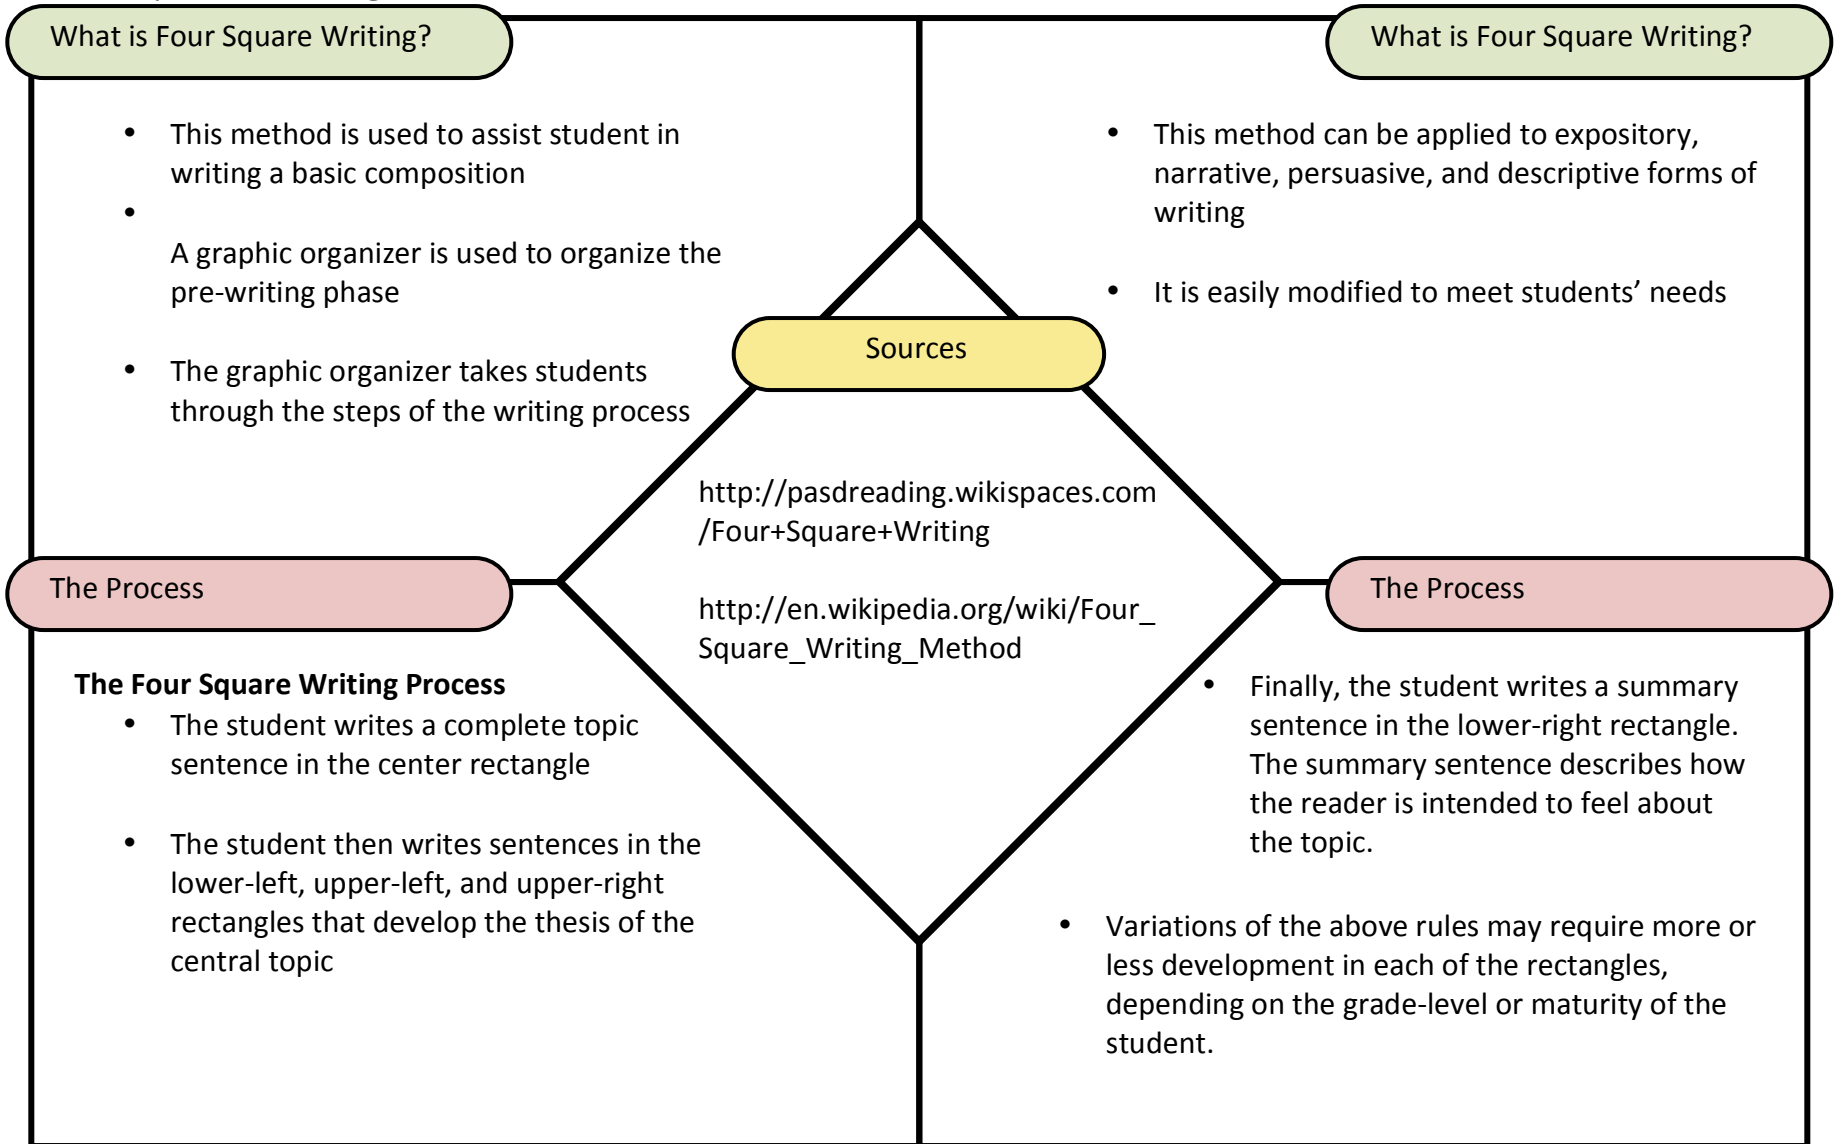 What is Four Square Writing?
• This method is used to assist student in
writing a basic composition
•
A graphic organizer is used to organize the
pre-writing phase
• The graphic organizer takes students
through the steps of the writing process
What is Four Square Writing?
• This method can be applied to expository,
narrative, persuasive, and descriptive forms of
writing
• It is easily modified to meet students’ needs
Sources
http://pasdreading.wikispaces.com
/Four+Square+Writing
http://en.wikipedia.org/wiki/Four_
Square_Writing_Method
The Process
The Four Square Writing Process
• The student writes a complete topic
sentence in the center rectangle
• The student then writes sentences in the
lower-left, upper-left, and upper-right
rectangles that develop the thesis of the
central topic
The Process
• Finally, the student writes a summary
sentence in the lower-right rectangle.
The summary sentence describes how
the reader is intended to feel about
the topic.
• Variations of the above rules may require more or
less development in each of the rectangles,
depending on the grade-level or maturity of the
student.